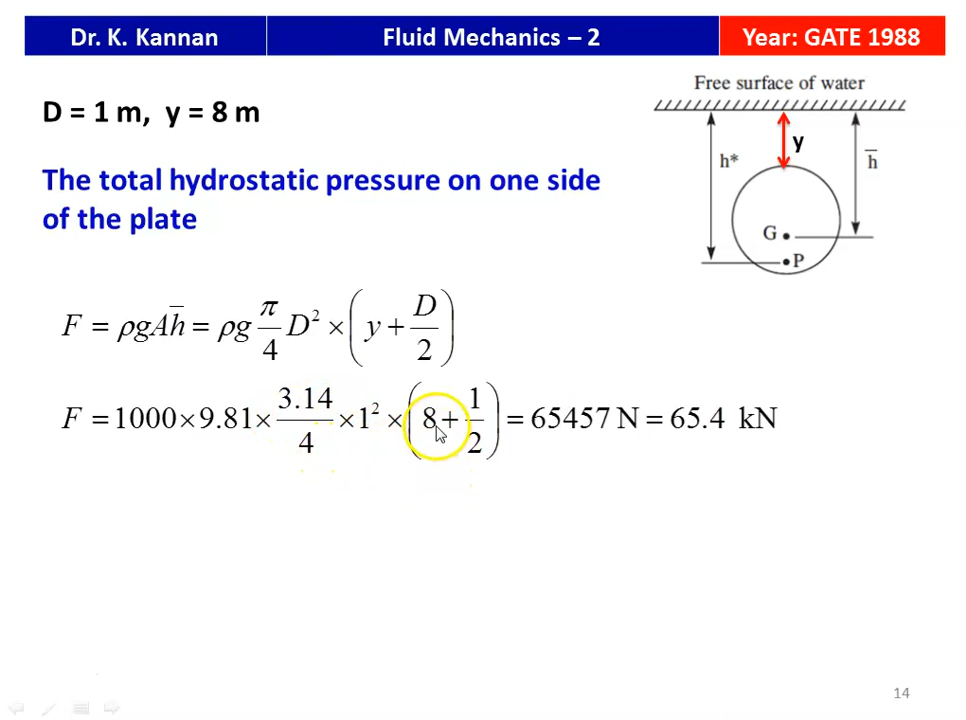 Dr. K. Kannan
Fluid Mechanics – 2
Year: GATE 1988
D = 1 m, y = 8 m
Free surface of water
y
h*
h̅
G
P
The total hydrostatic pressure on one side
of the plate
F = ρgAh̅ = ρg π/4 D² × (y + D/2)
F = 1000 × 9.81 × 3.14/4 × 1² × (8 + 1/2) = 65457 N = 65.4 kN
14